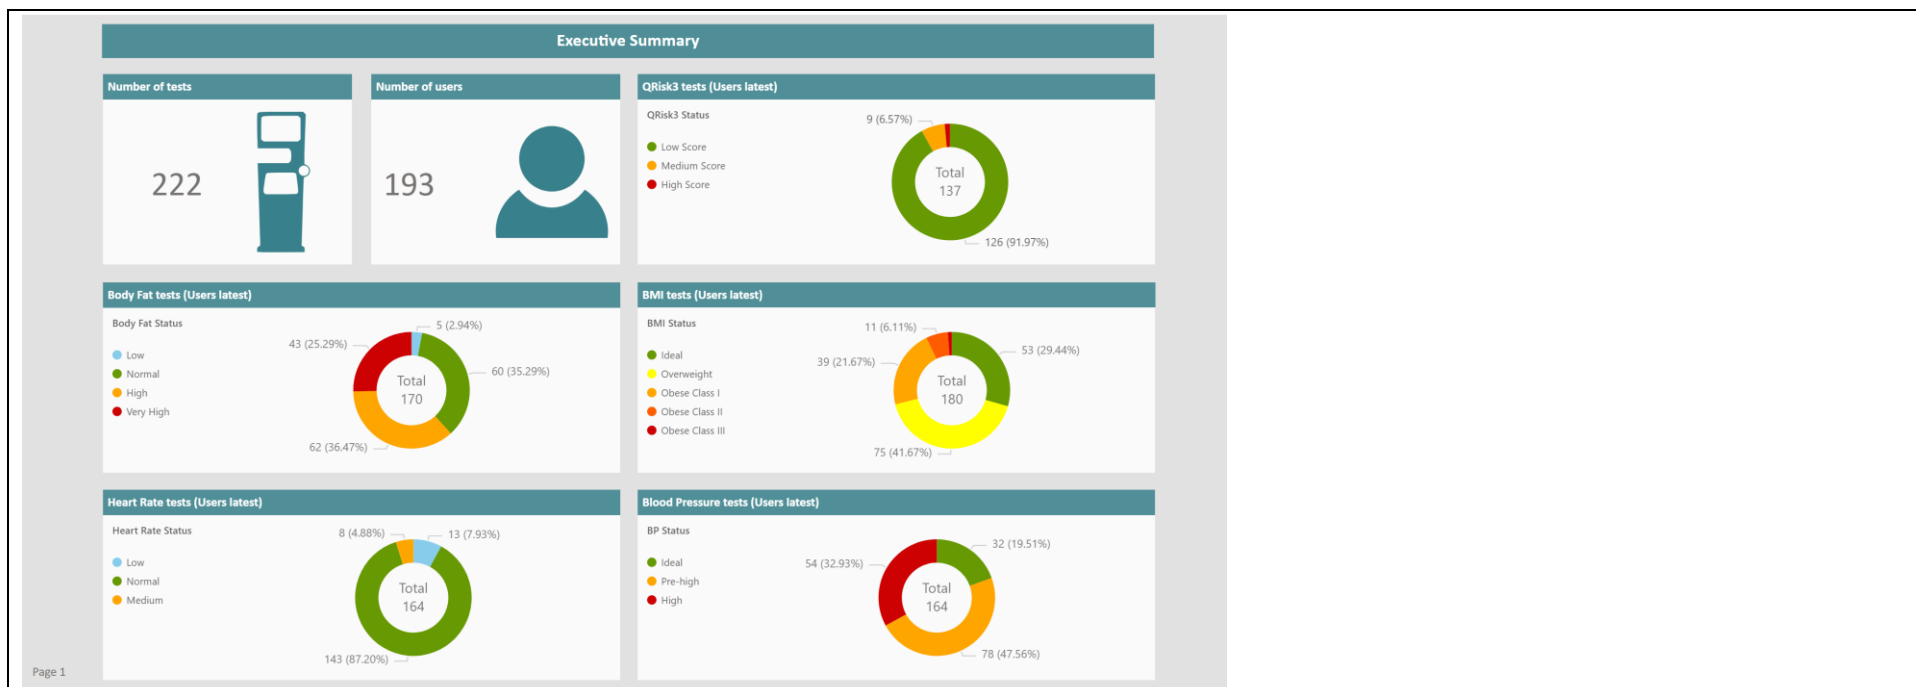 Executive Summary
Number of tests
222
Number of users
193
QRisk3 tests (Users latest)
QRisk3 Status
Low Score
Medium Score
High Score
9 (6.57%)
Total
137
126 (91.97%)
Body Fat tests (Users latest)
Body Fat Status
Low
Normal
High
Very High
5 (2.94%)
43 (25.29%)
60 (35.29%)
Total
170
62 (36.47%)
BMI tests (Users latest)
BMI Status
Ideal
Overweight
Obese Class I
Obese Class II
Obese Class III
11 (6.11%)
53 (29.44%)
39 (21.67%)
Total
180
75 (41.67%)
Heart Rate tests (Users latest)
Heart Rate Status
Low
Normal
Medium
8 (4.88%)
13 (7.93%)
Total
164
143 (87.20%)
Blood Pressure tests (Users latest)
BP Status
Ideal
Pre-high
High
32 (19.51%)
54 (32.93%)
Total
164
78 (47.56%)
Page 1